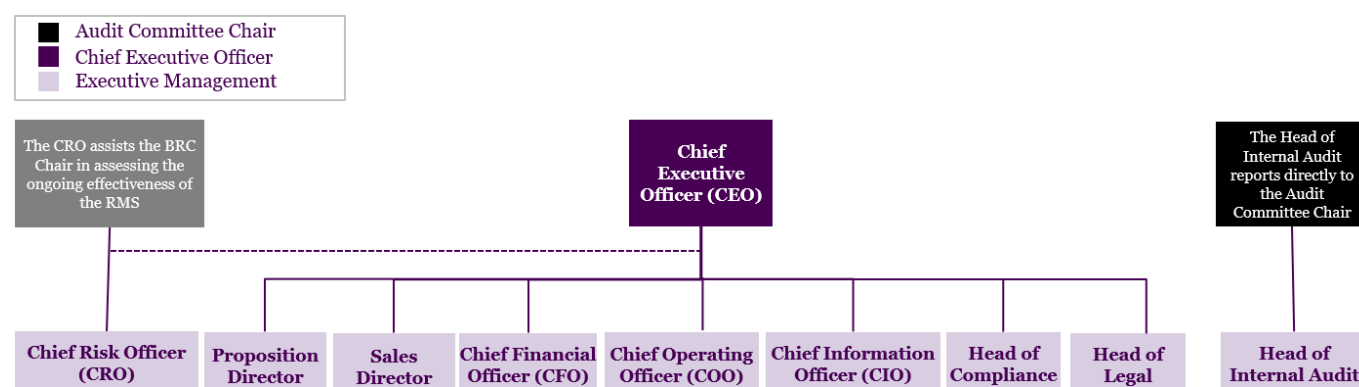 Audit Committee Chair
Chief Executive Officer
Executive Management
The CRO assists the BRC
Chair in assessing the
ongoing effectiveness of
the RMS
Chief
Executive
Officer (CEO)
The Head of
Internal Audit
reports directly to
the Audit
Committee Chair
Chief Risk Officer
(CRO)
Proposition
Director
Sales
Director
Chief Financial
Officer (CFO)
Chief Operating
Officer (COO)
Chief Information
Officer (CIO)
Head of
Compliance
Head of
Legal
Head of
Internal Audit